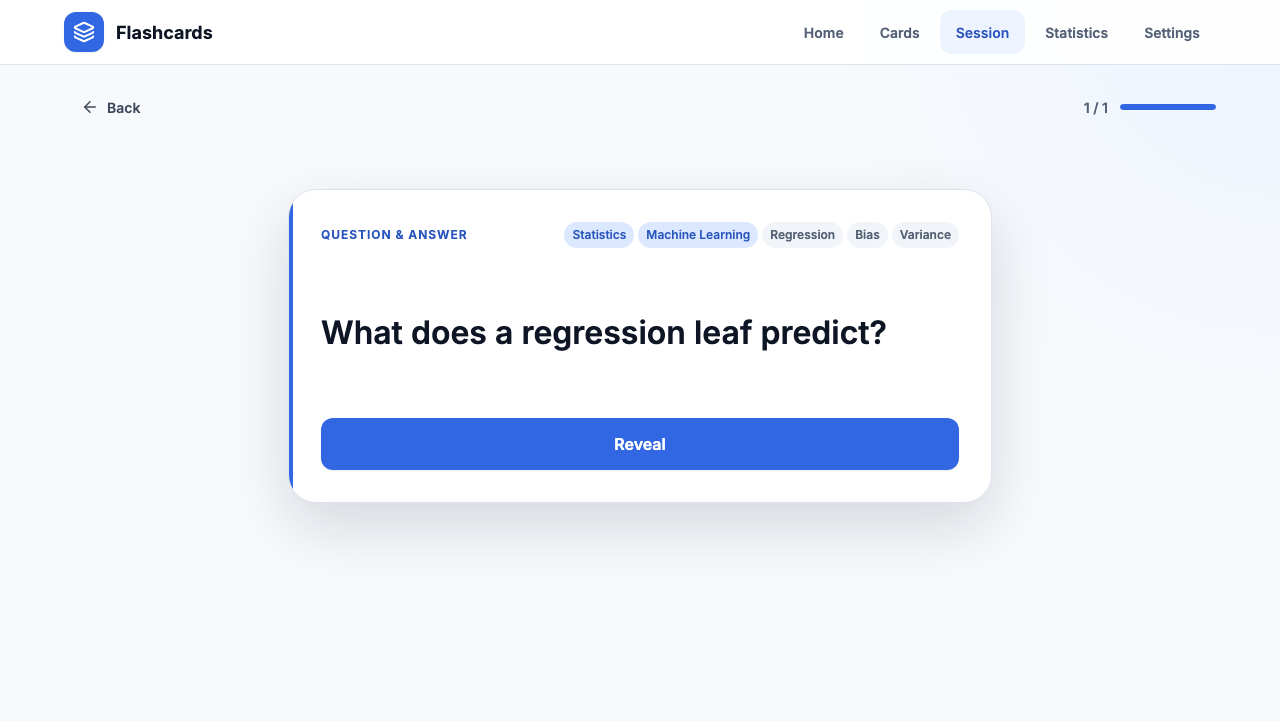 Flashcards
Home Cards Session Statistics Settings
Back
1 / 1
QUESTION & ANSWER
Statistics Machine Learning Regression Bias Variance
What does a regression leaf predict?
Reveal